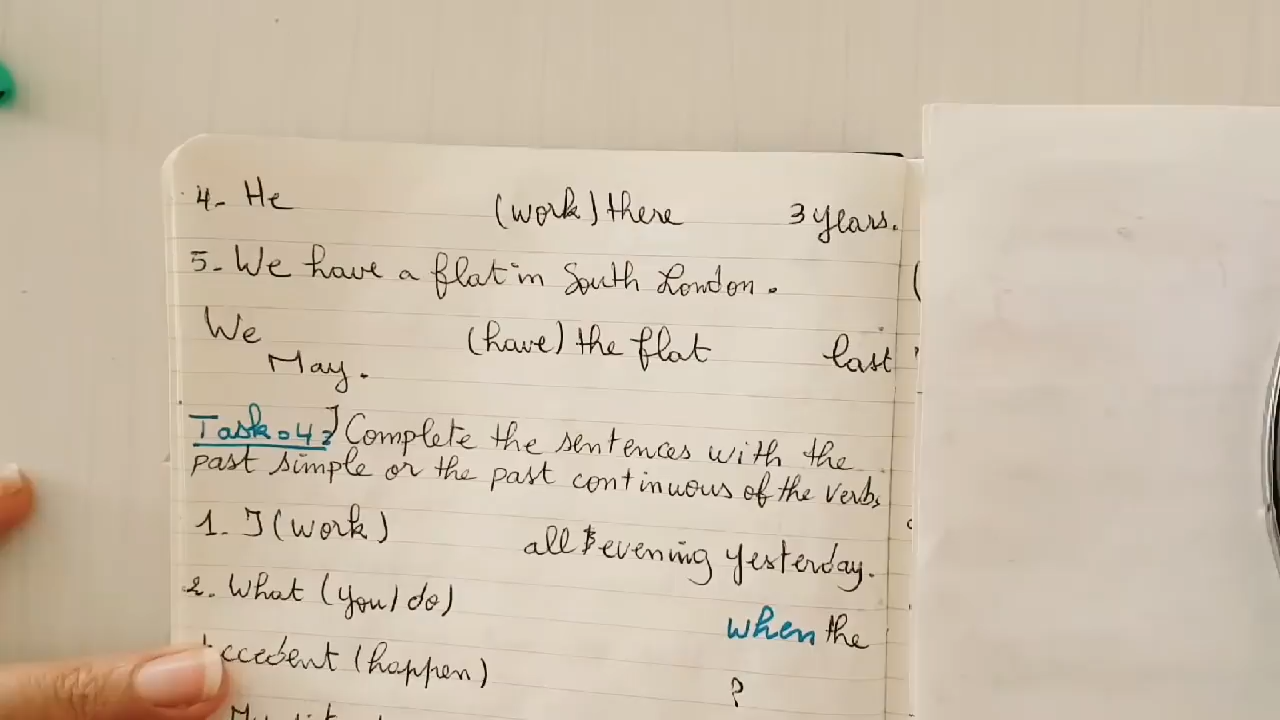 4- He (work) there 3 years.
5- We have a flat in South London.
We (have) the flat last
May.
Task 4: Complete the sentences with the
past simple or the past continuous of the verbs
1. I (work) all evening yesterday.
2. What (you/do) when the
accedent (happen) ?
My